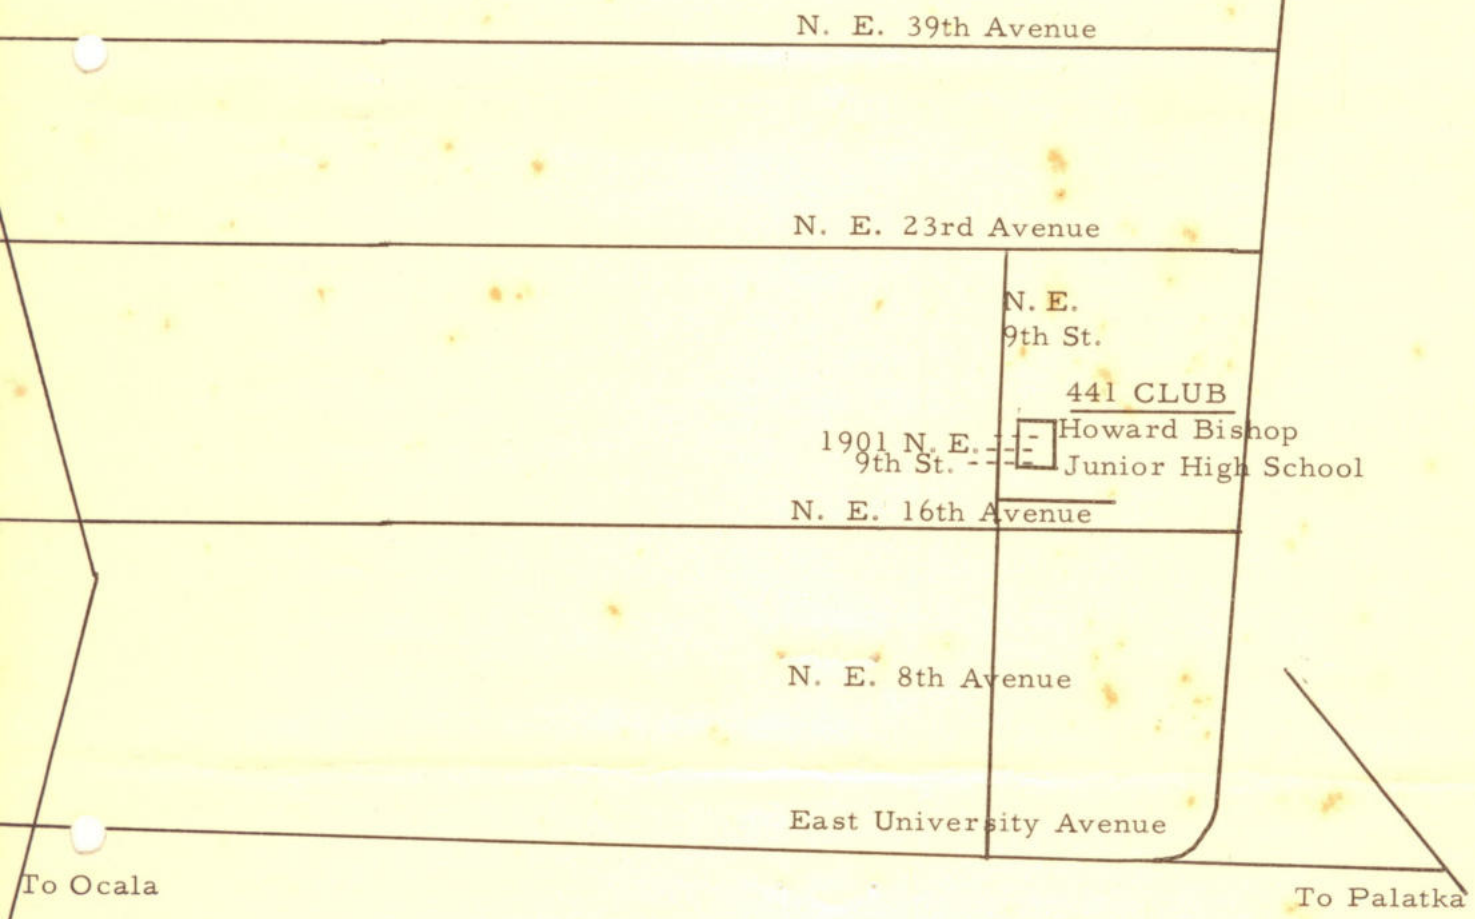 N. E. 39th Avenue
N. E. 23rd Avenue
N. E.
9th St.
441 CLUB
Howard Bishop
Junior High School
1901 N. E.
9th St.
N. E. 16th Avenue
N. E. 8th Avenue
East University Avenue
To Ocala
To Palatka